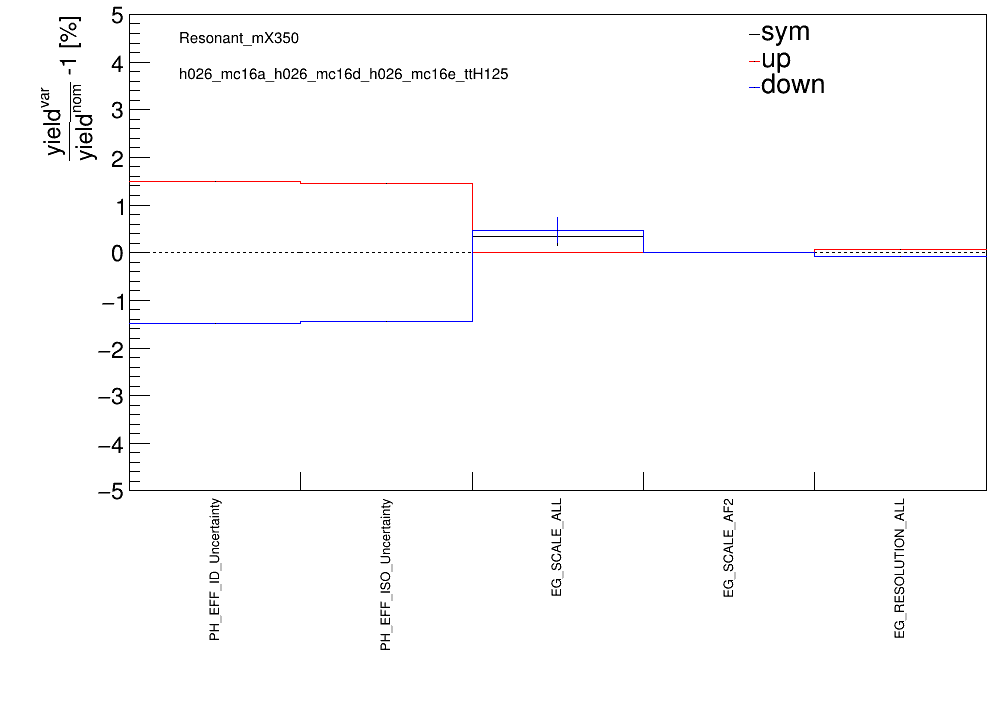 yield^var
yield^nom -1 [%]
5
4
3
2
1
0
−1
−2
−3
−4
−5
Resonant_mX350
h026_mc16a_h026_mc16d_h026_mc16e_ttH125
sym
up
down
PH_EFF_ID_Uncertainty
PH_EFF_ISO_Uncertainty
EG_SCALE_ALL
EG_SCALE_AF2
EG_RESOLUTION_ALL